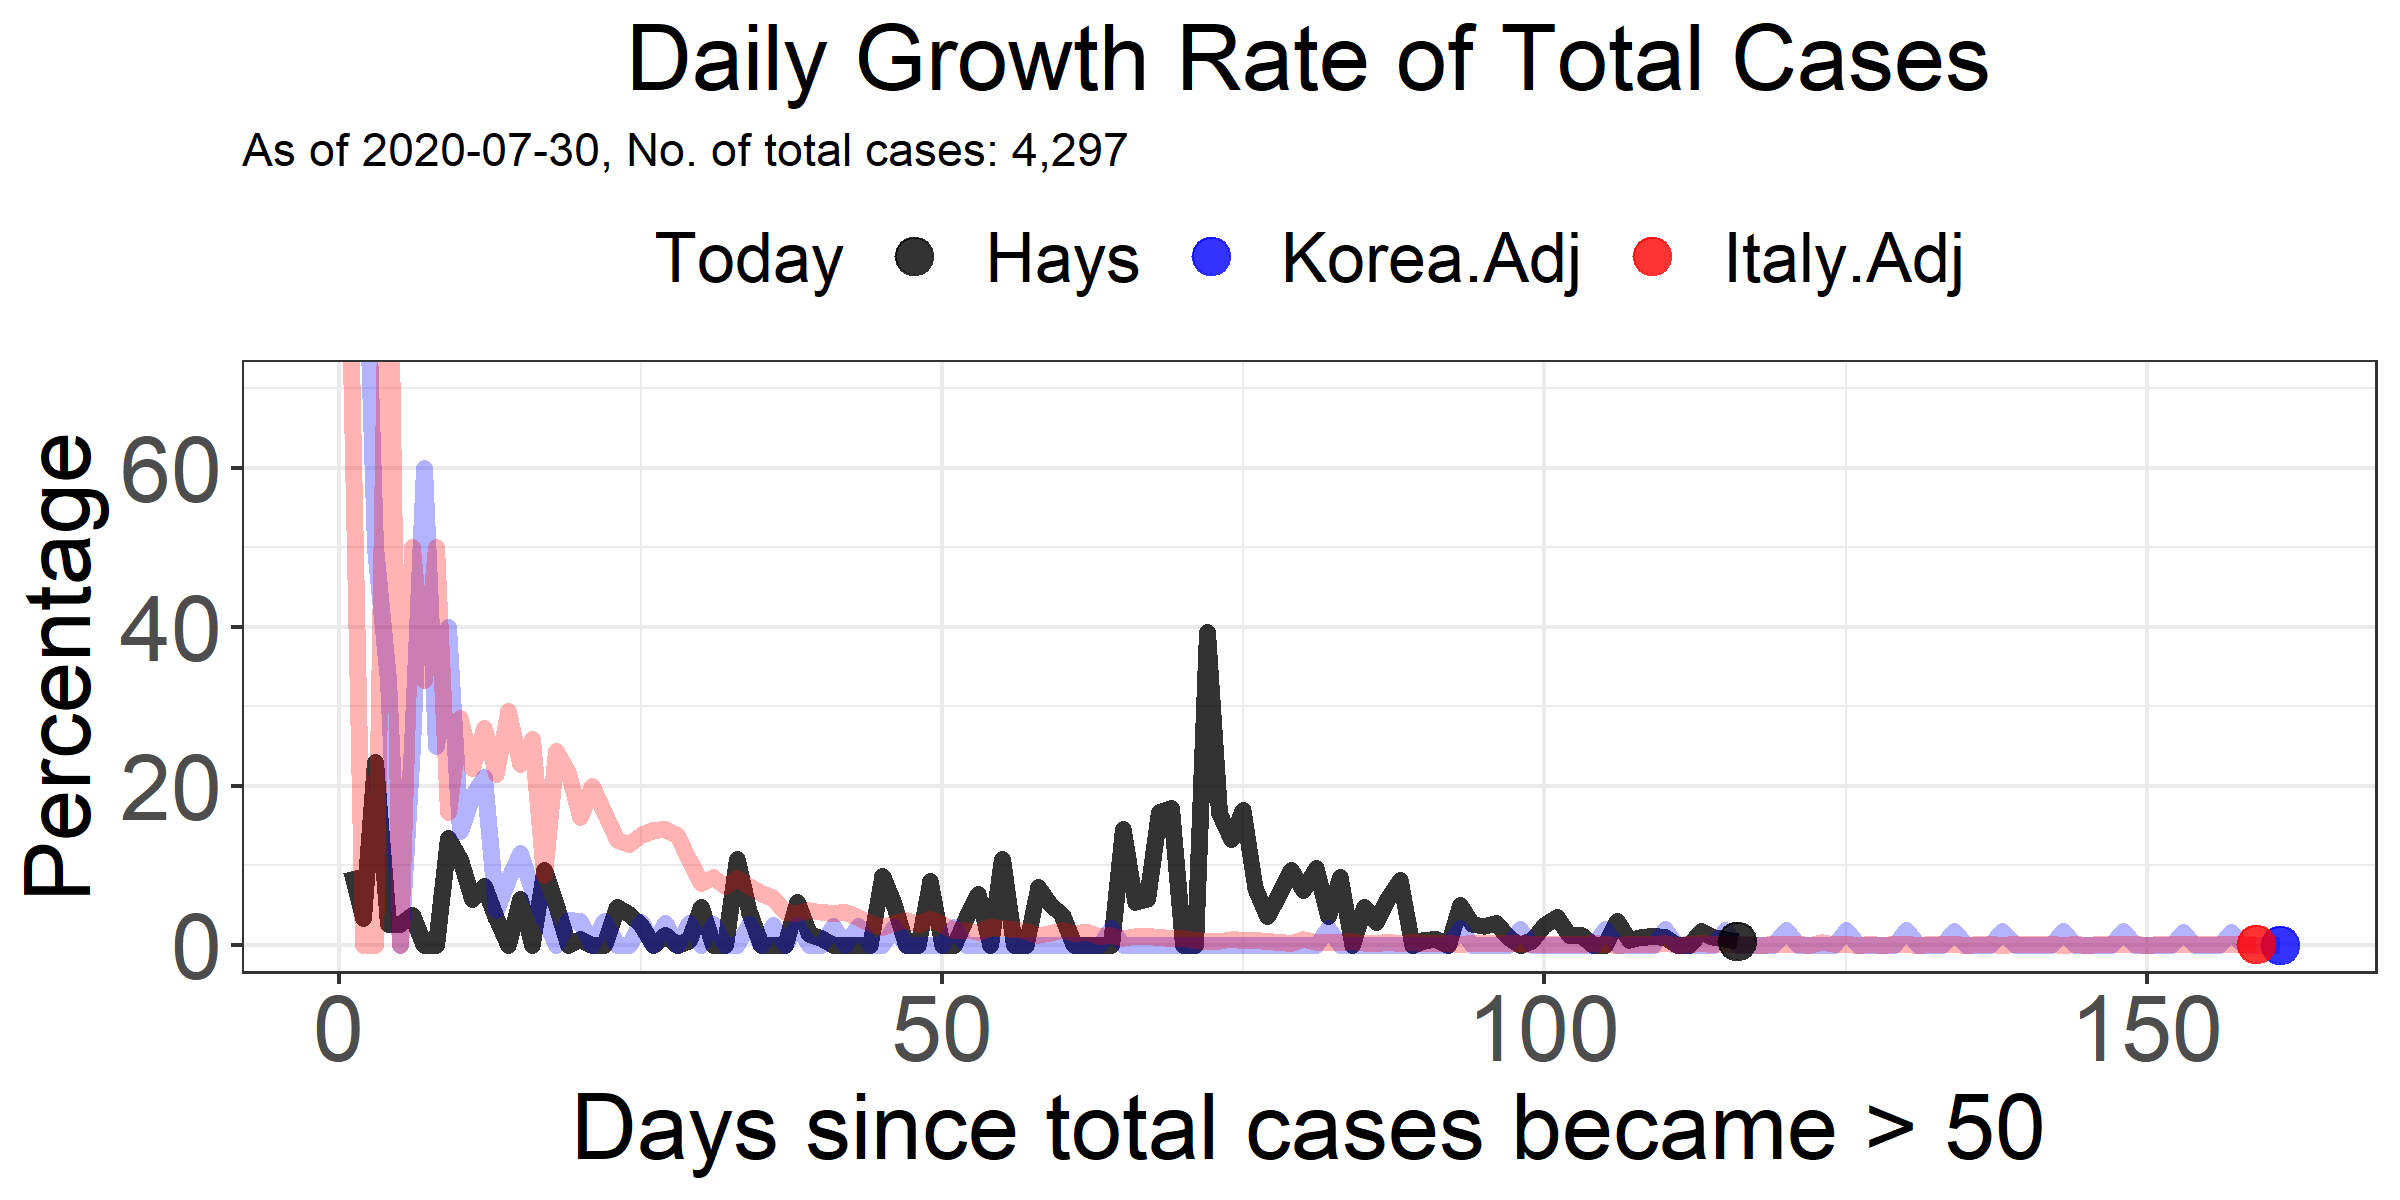 Daily Growth Rate of Total Cases
As of 2020-07-30, No. of total cases: 4,297
Today Hays Korea.Adj Italy.Adj
Percentage
60
40
20
0
0 50 100 150
Days since total cases became > 50